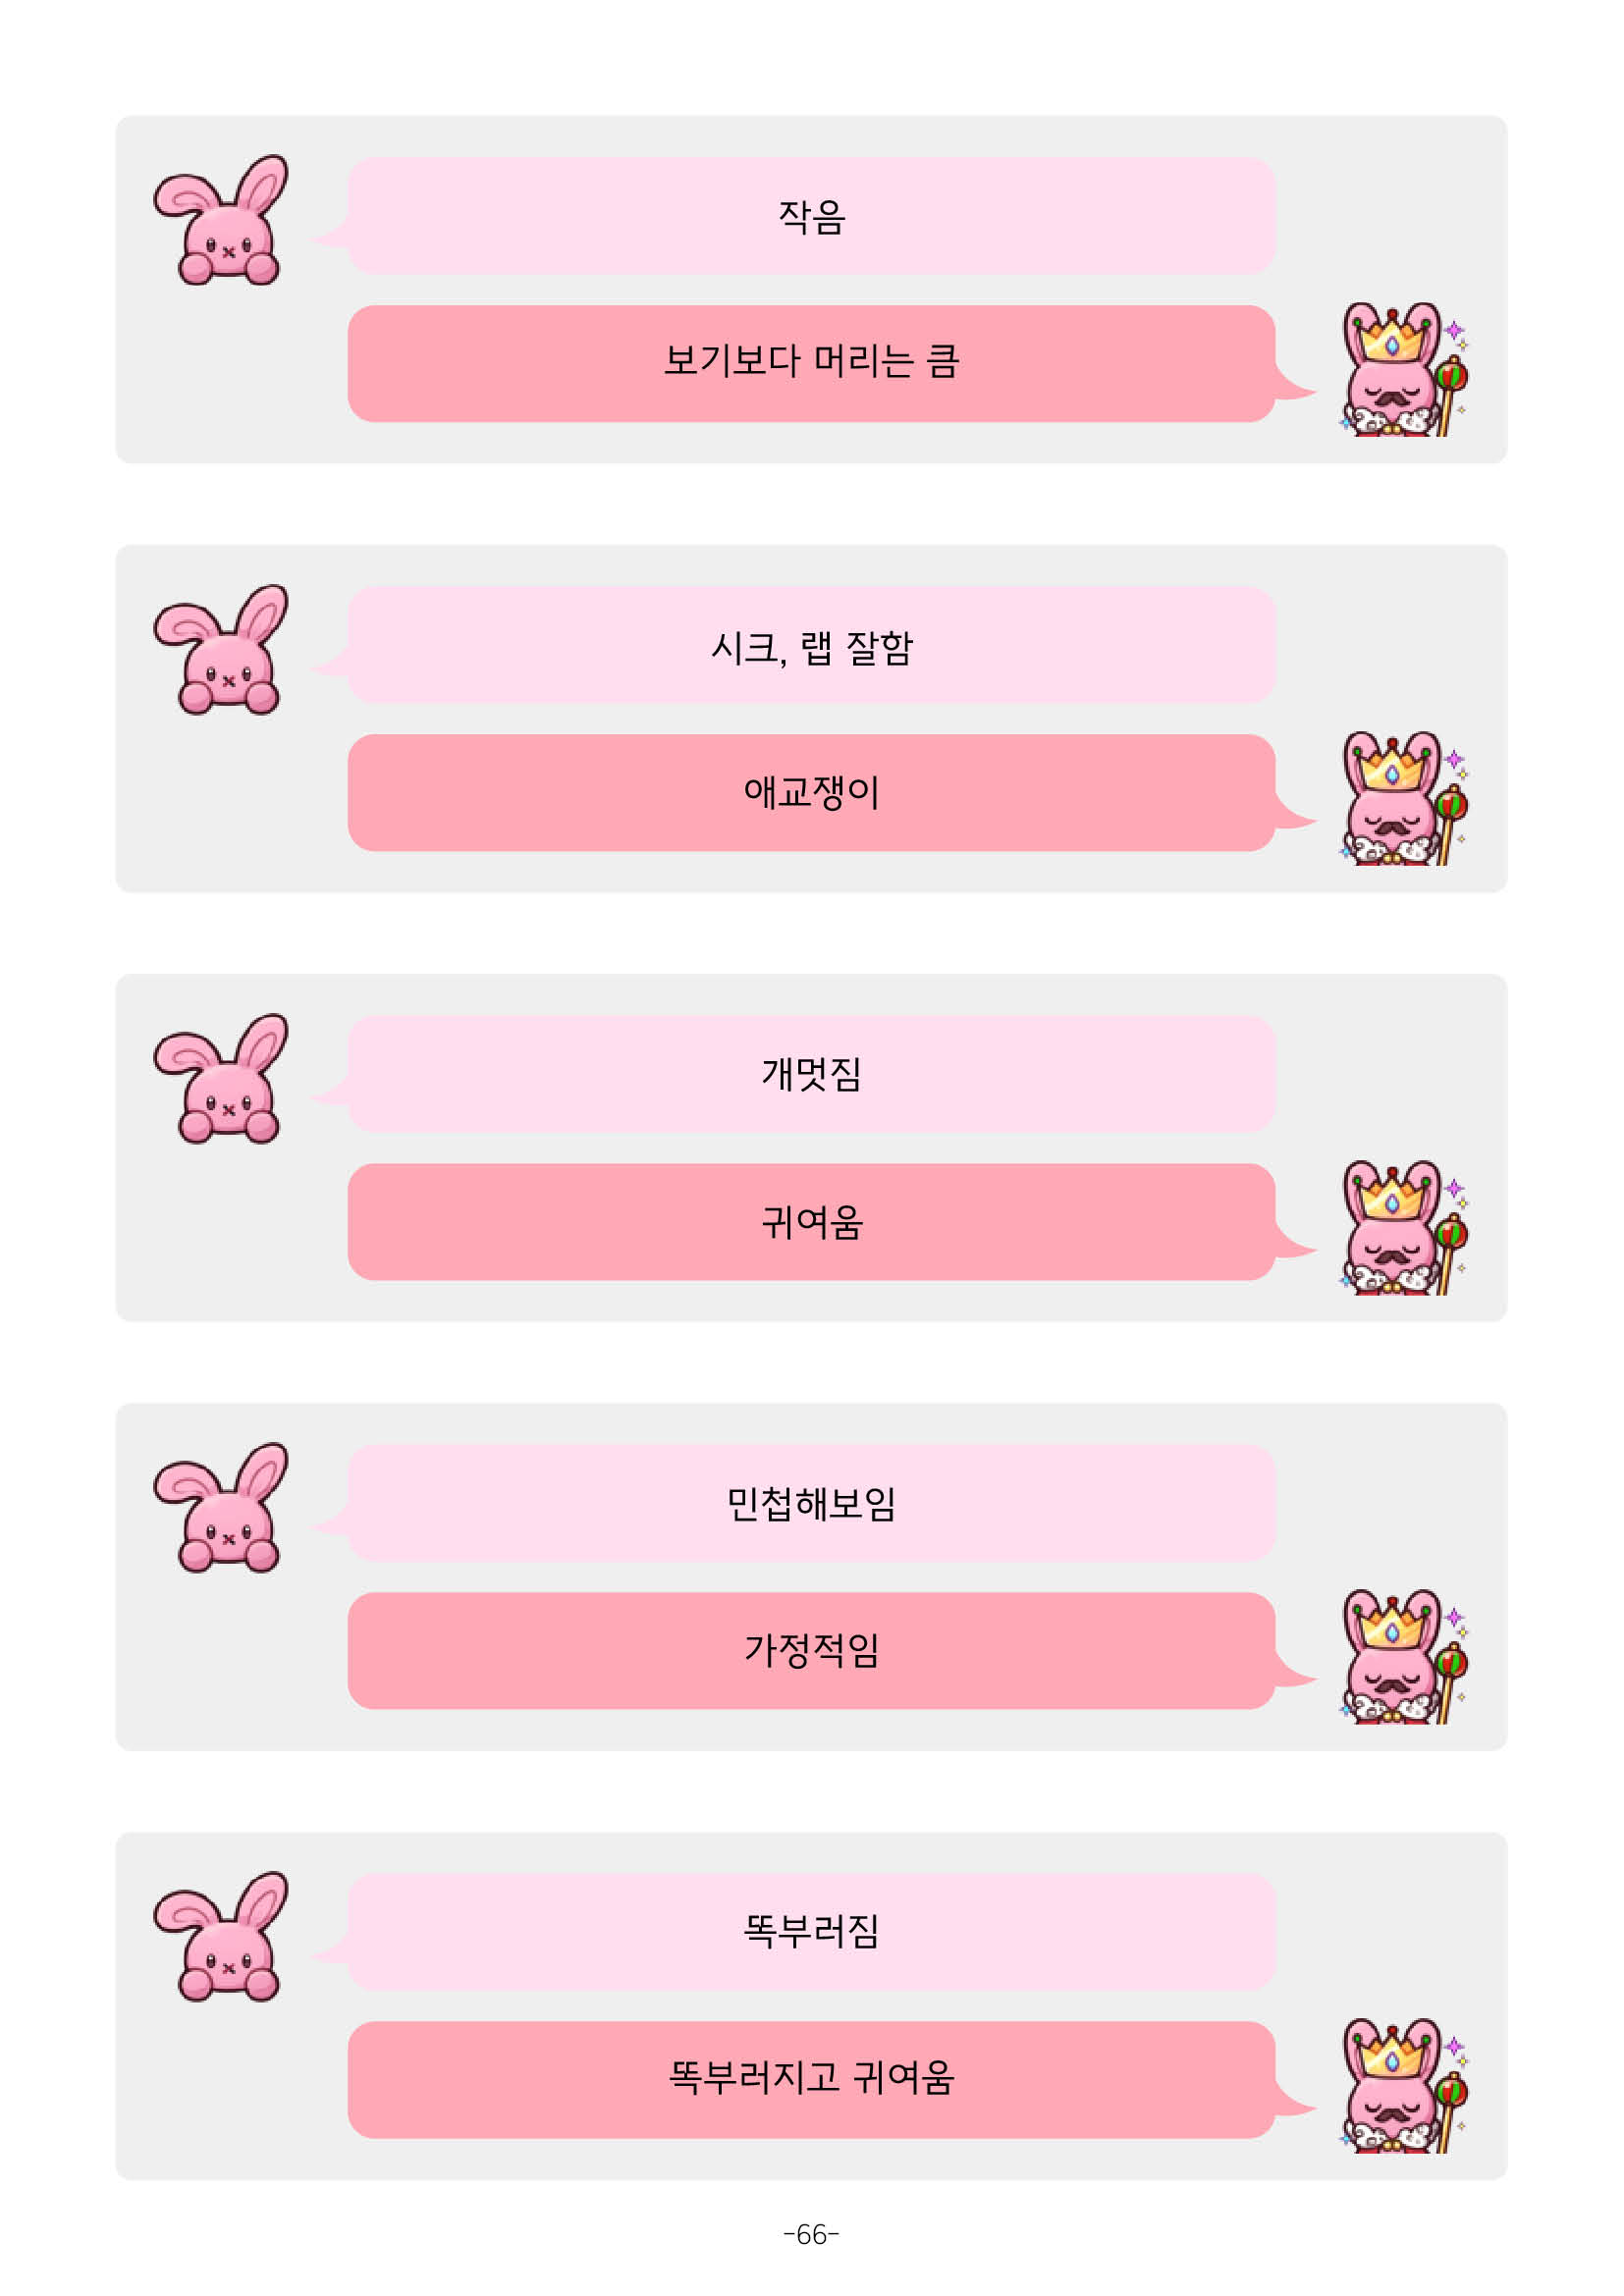 작음
보기보다 머리는 큼
시크, 랩 잘함
애교쟁이
개멋짐
귀여움
민첩해보임
가정적임
똑부러짐
똑부러지고 귀여움
-66-